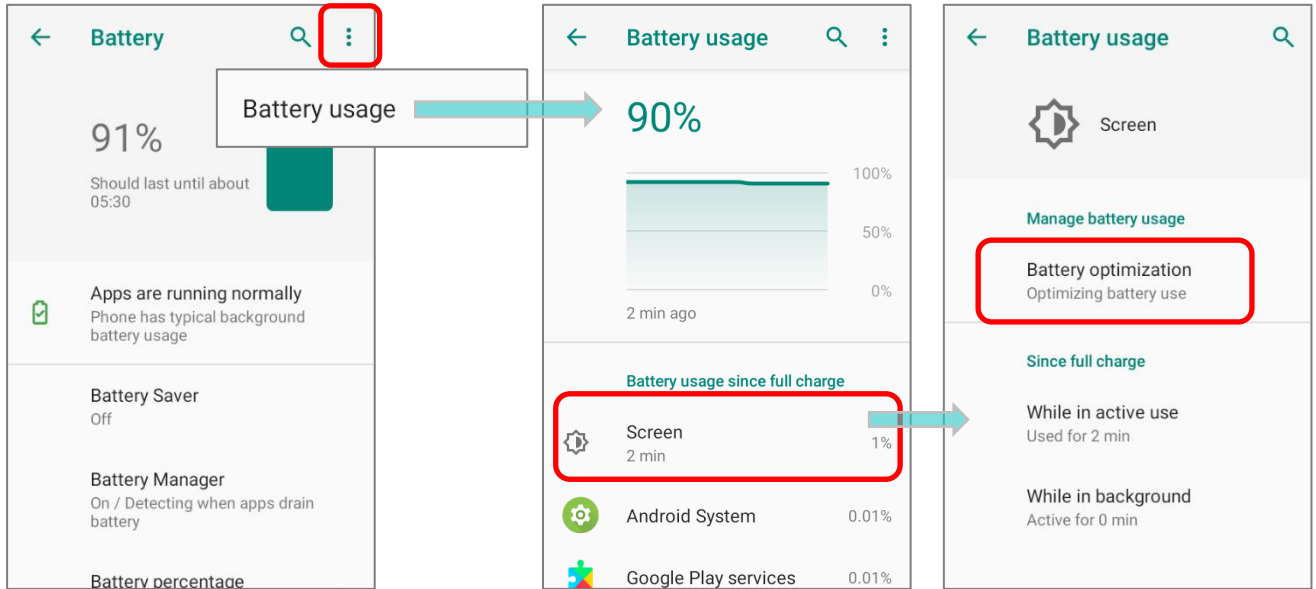 Battery
Battery usage
91%
Should last until about
05:30
Apps are running normally
Phone has typical background
battery usage
Battery Saver
Off
Battery Manager
On / Detecting when apps drain
battery
Battery percentage
Battery usage
90%
100%
50%
0%
2 min ago
Battery usage since full charge
Screen
2 min
1%
Android System
0.01%
Google Play services
0.01%
Battery usage
Screen
Manage battery usage
Battery optimization
Optimizing battery use
Since full charge
While in active use
Used for 2 min
While in background
Active for 0 min